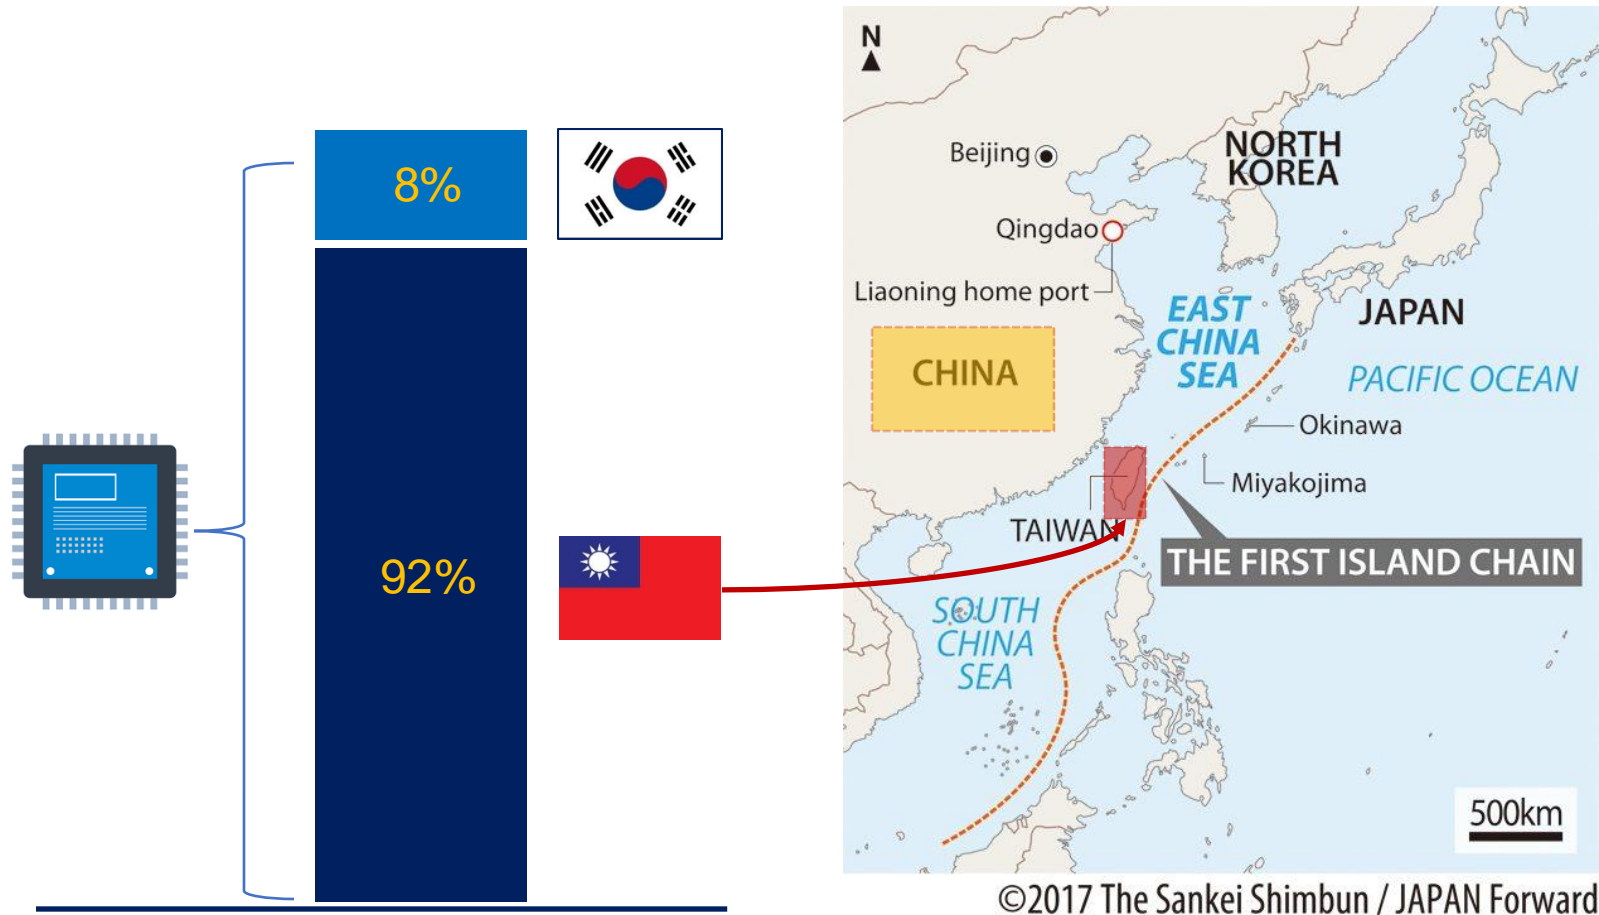 8%
92%
N
Beijing
NORTH
KOREA
Qingdao
Liaoning home port
EAST
CHINA
SEA
JAPAN
CHINA
PACIFIC OCEAN
Okinawa
Miyakojima
TAIWAN
THE FIRST ISLAND CHAIN
SOUTH
CHINA
SEA
500km
©2017 The Sankei Shimbun / JAPAN Forward